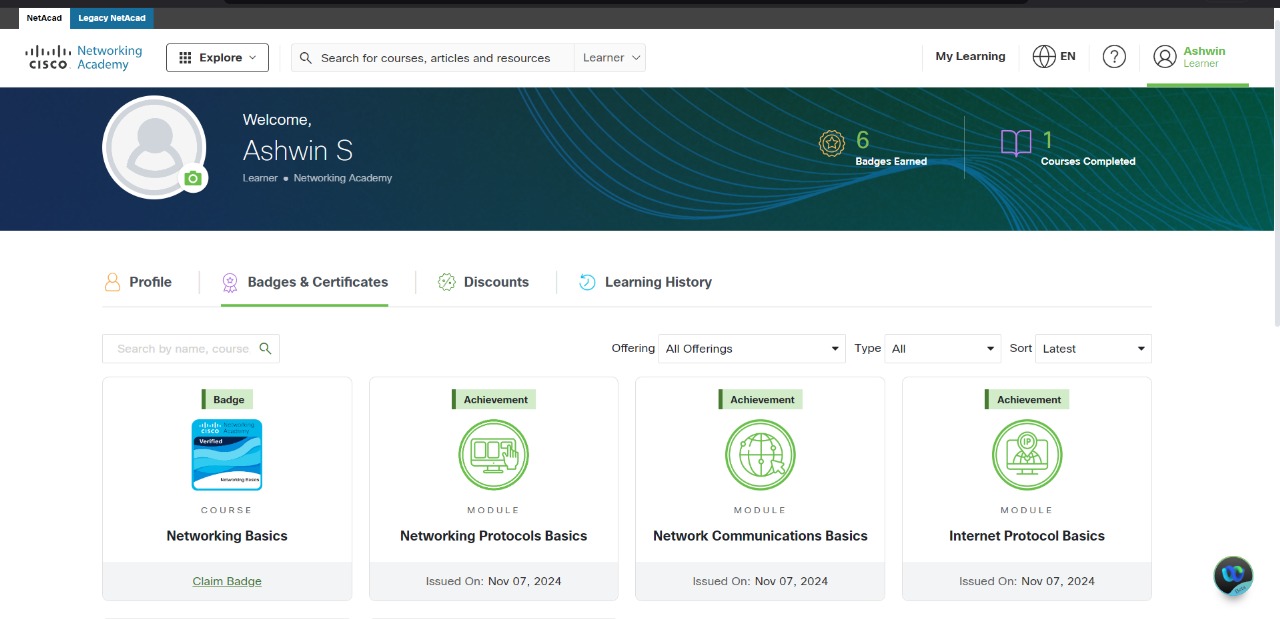 NetAcad Legacy NetAcad
CISCO Networking Academy
Explore
Search for courses, articles and resources Learner
My Learning EN ? Ashwin
Learner
Welcome,
Ashwin S
Learner • Networking Academy
6
Badges Earned
1
Courses Completed
Profile Badges & Certificates Discounts Learning History
Search by name, course
Offering All Offerings Type All Sort Latest
Badge
CISCO Networking Academy
Verified
Networking Basics
COURSE
Networking Basics
Claim Badge
Achievement
MODULE
Networking Protocols Basics
Issued On: Nov 07, 2024
Achievement
MODULE
Network Communications Basics
Issued On: Nov 07, 2024
Achievement
IP
MODULE
Internet Protocol Basics
Issued On: Nov 07, 2024